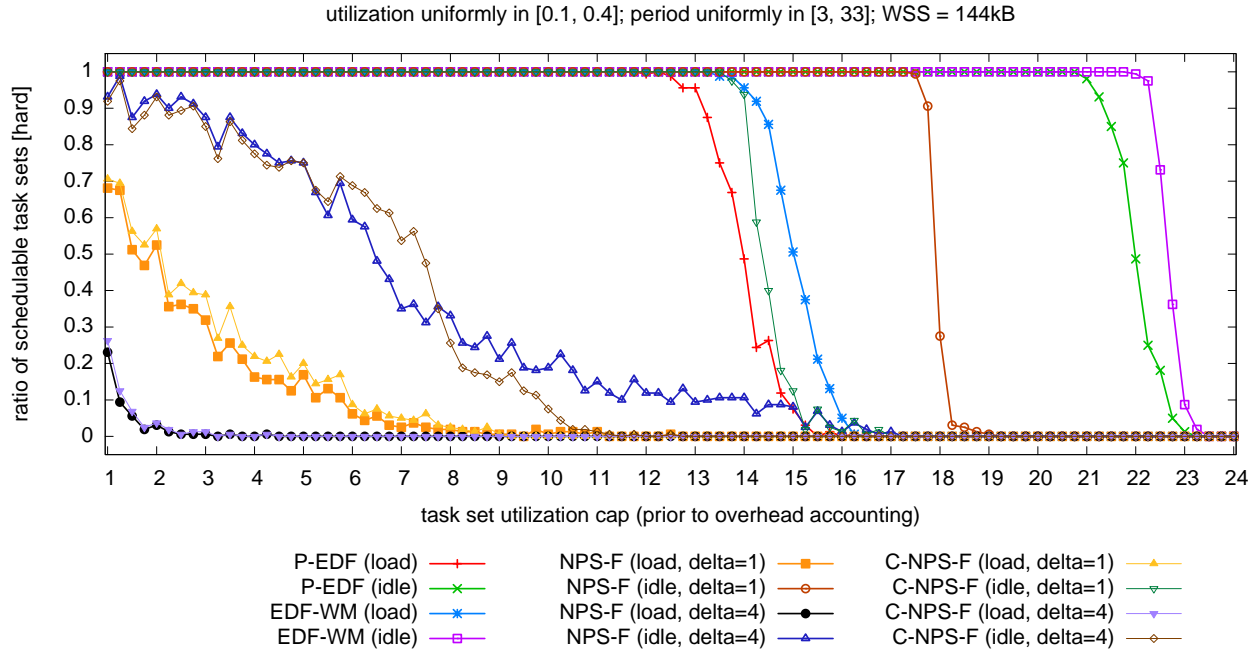 utilization uniformly in [0.1, 0.4]; period uniformly in [3, 33]; WSS = 144kB
ratio of schedulable task sets [hard]
1
0.9
0.8
0.7
0.6
0.5
0.4
0.3
0.2
0.1
0
1 2 3 4 5 6 7 8 9 10 11 12 13 14 15 16 17 18 19 20 21 22 23 24
task set utilization cap (prior to overhead accounting)
P-EDF (load)
P-EDF (idle)
EDF-WM (load)
EDF-WM (idle)
NPS-F (load, delta=1)
NPS-F (idle, delta=1)
NPS-F (load, delta=4)
NPS-F (idle, delta=4)
C-NPS-F (load, delta=1)
C-NPS-F (idle, delta=1)
C-NPS-F (load, delta=4)
C-NPS-F (idle, delta=4)